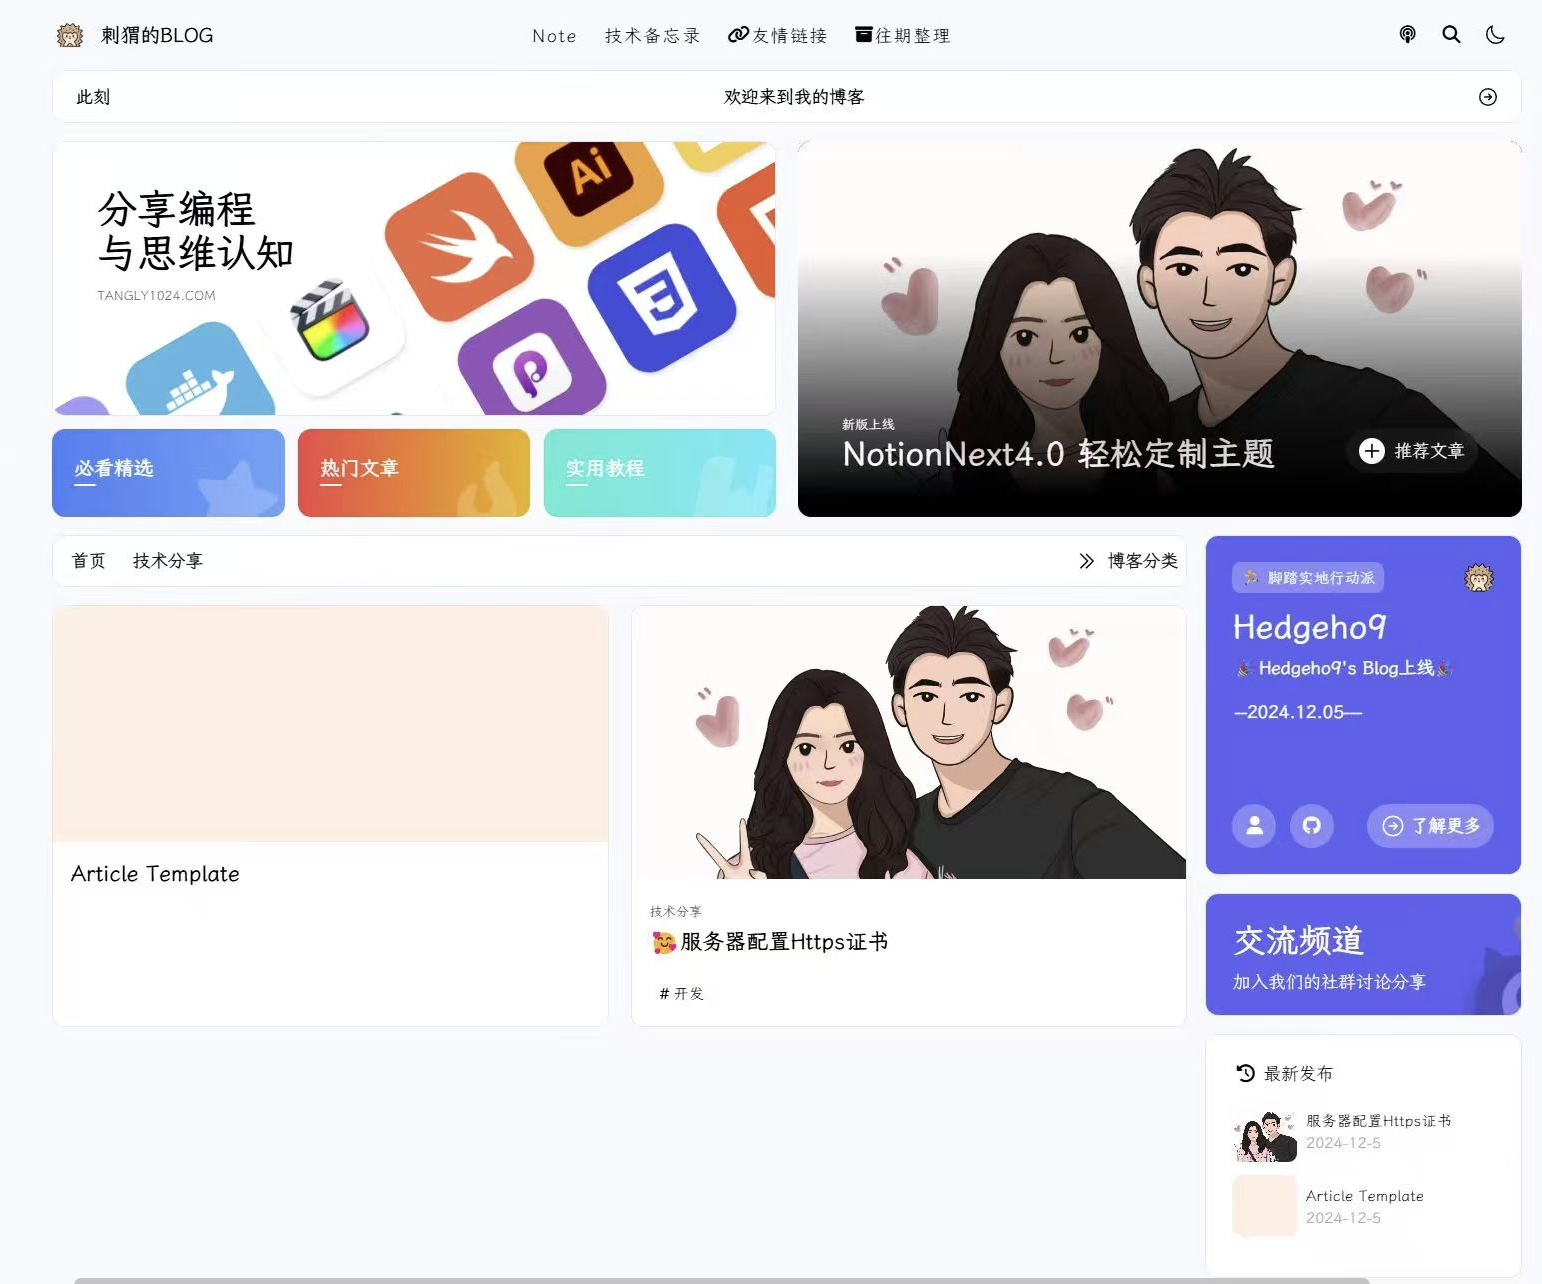 刺猬的BLOG
Note
技术备忘录
友情链接
往期整理
此刻
欢迎来到我的博客
分享编程
与思维认知
TANGLY1024.COM
Ai
3
必看精选
热门文章
实用教程
新版上线
NotionNext4.0 轻松定制主题
推荐文章
首页
技术分享
博客分类
Article Template
技术分享
🥰服务器配置Https证书
# 开发
脚踏实地行动派
Hedgeho9
🎉Hedgeho9's Blog上线🎉
—2024.12.05—
了解更多
交流频道
加入我们的社群讨论分享
最新发布
服务器配置Https证书
2024-12-5
Article Template
2024-12-5